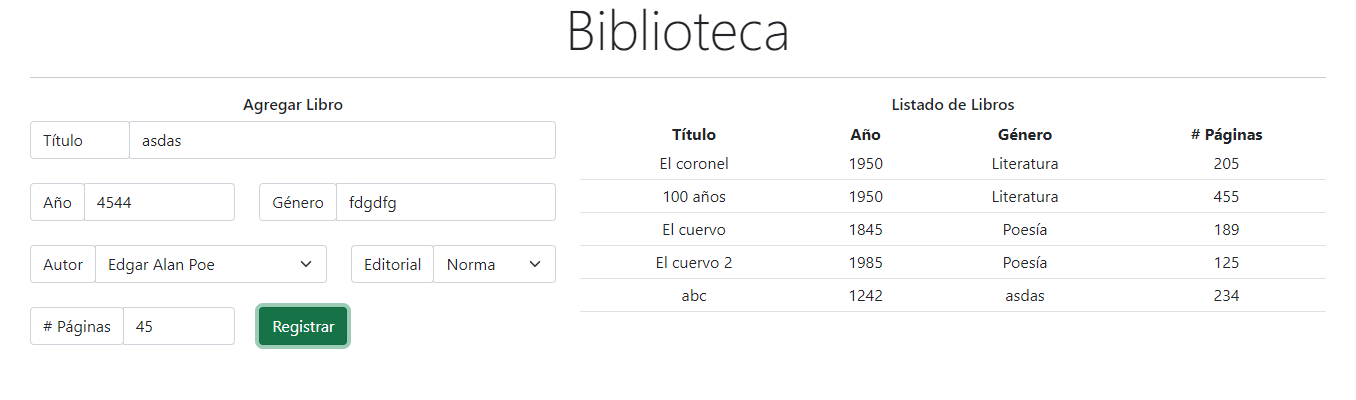 Biblioteca
Agregar Libro
Título asdas
Año 4544 Género fdgdfg
Autor Edgar Alan Poe Editorial Norma
# Páginas 45 Registrar
Listado de Libros
Título Año Género # Páginas
El coronel 1950 Literatura 205
100 años 1950 Literatura 455
El cuervo 1845 Poesía 189
El cuervo 2 1985 Poesía 125
abc 1242 asdas 234